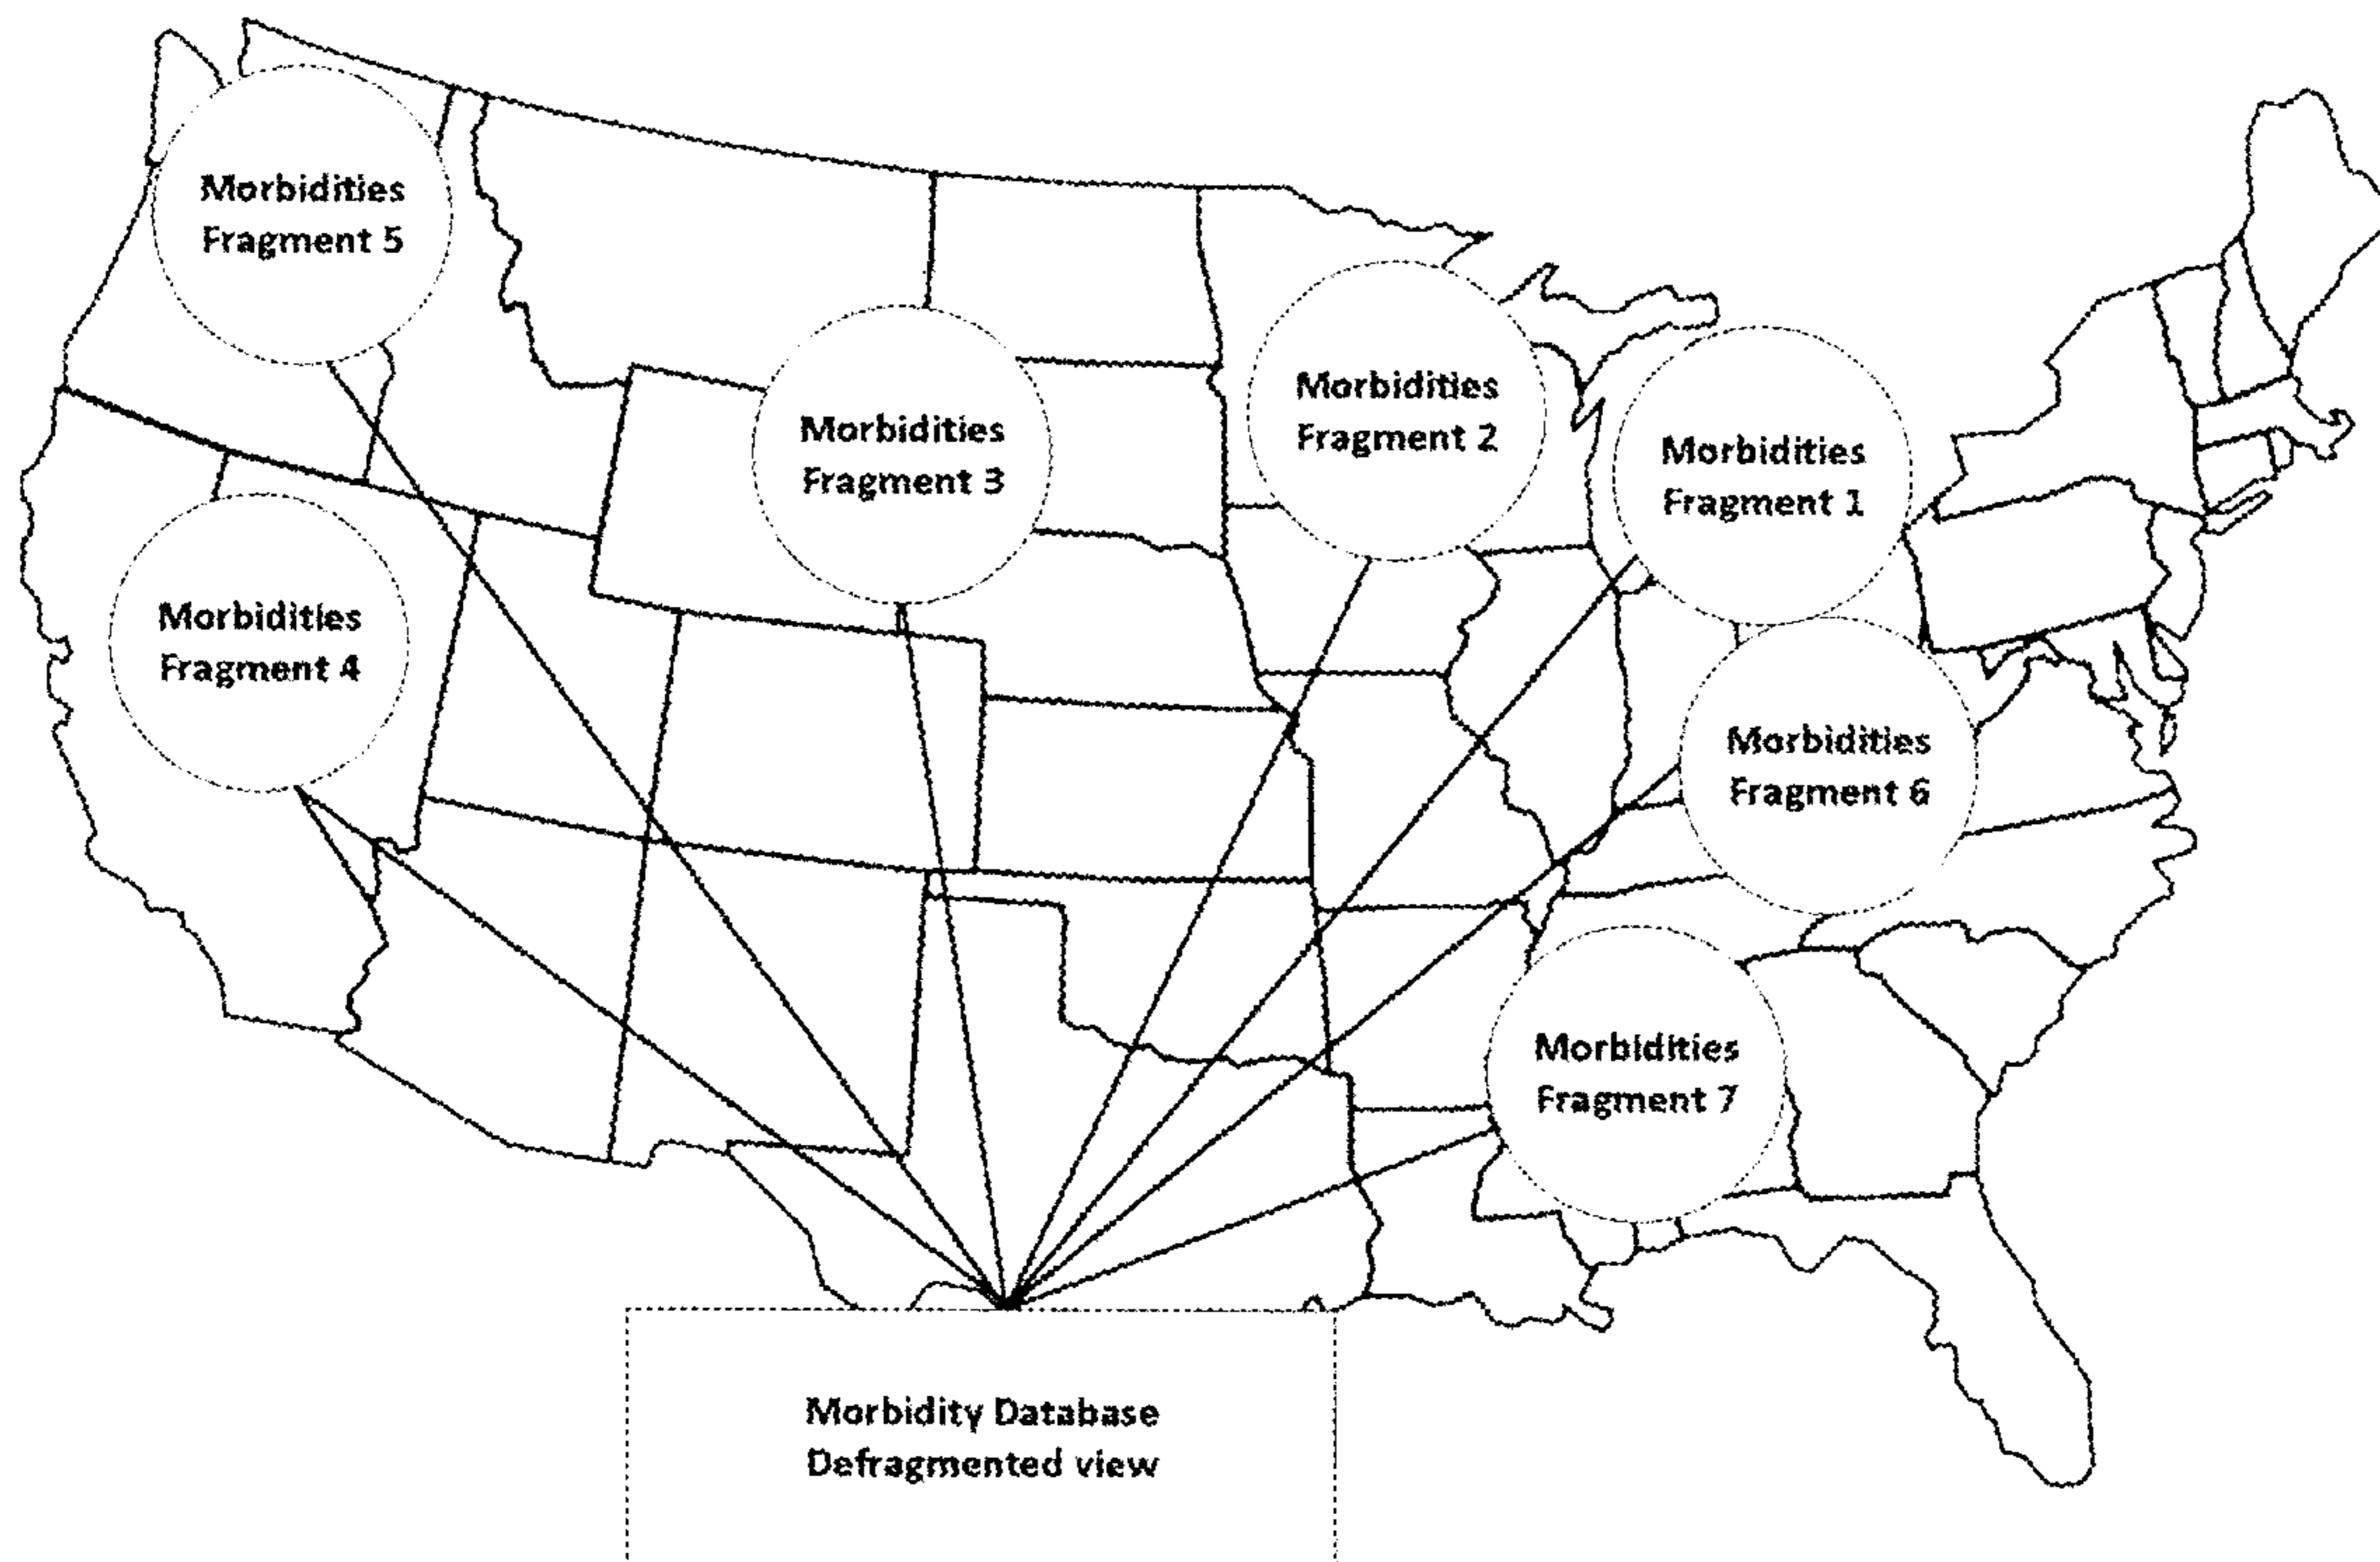 Morbidities
Fragment 5
Morbidities
Fragment 3
Morbidities
Fragment 2
Morbidities
Fragment 1
Morbidities
Fragment 4
Morbidities
Fragment 6
Morbidities
Fragment 7
Morbidity Database
Defragmented view